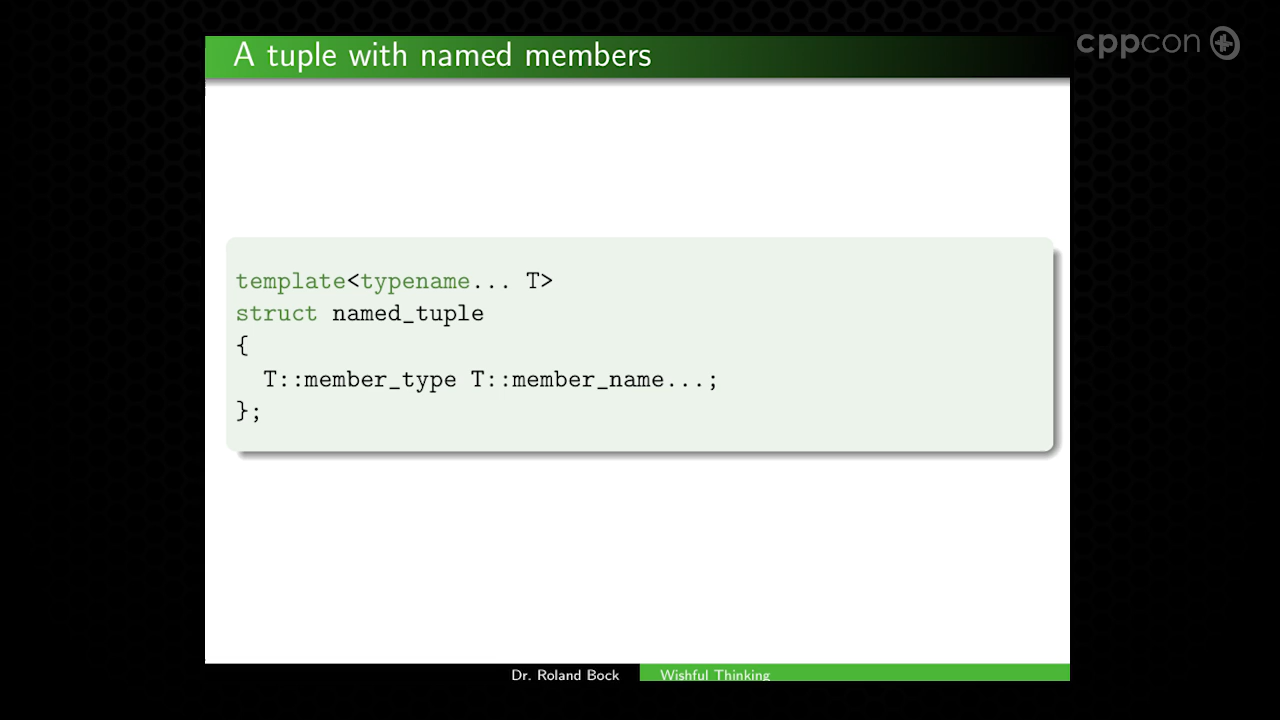 A tuple with named members
cppcon
template<typename... T>
struct named_tuple
{
T::member_type T::member_name...;
};
Dr. Roland Bock
Wishful Thinking